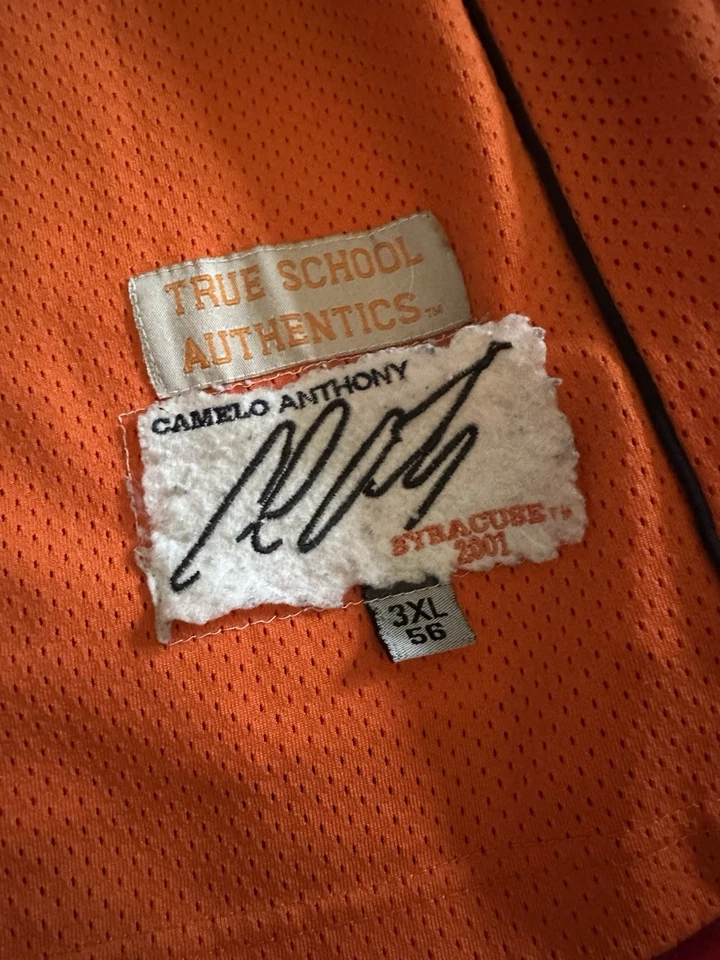 TRUE SCHOOL
AUTHENTICS™
CAMELO ANTHONY
SYRACUSE™
2001
3XL
56